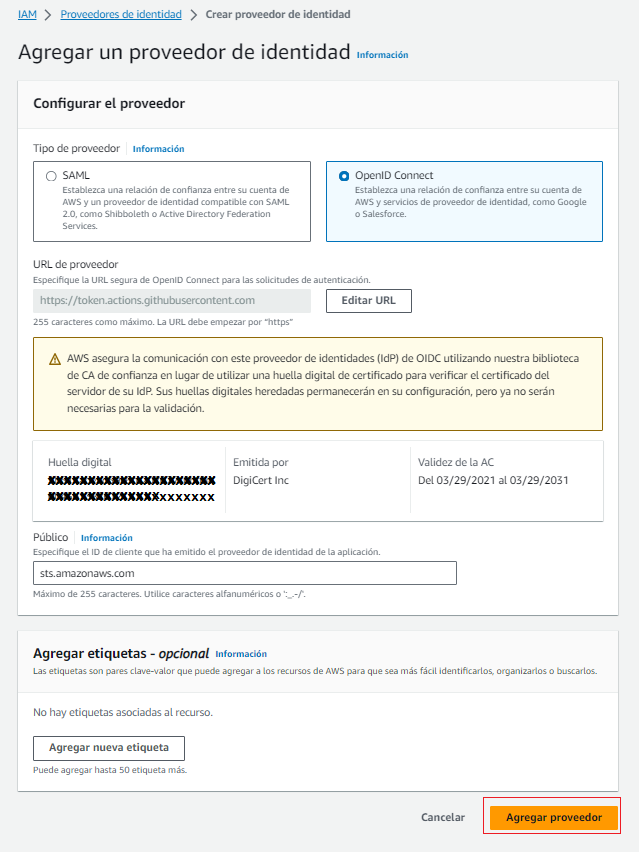 IAM > Proveedores de identidad > Crear proveedor de identidad
Agregar un proveedor de identidad Información
Configurar el proveedor
Tipo de proveedor | Información
SAML
Establezca una relación de confianza entre su cuenta de
AWS y un proveedor de identidad compatible con SAML
2.0, como Shibboleth o Active Directory Federation
Services.
OpenID Connect
Establezca una relación de confianza entre su cuenta de
AWS y servicios de proveedor de identidad, como Google
o Salesforce.
URL de proveedor
Especifique la URL segura de OpenID Connect para las solicitudes de autenticación.
https://token.actions.githubusercontent.com
Editar URL
255 caracteres como máximo. La URL debe empezar por "https"
AWS asegura la comunicación con este proveedor de identidades (IdP) de OIDC utilizando nuestra biblioteca
de CA de confianza en lugar de utilizar una huella digital de certificado para verificar el certificado del
servidor de su IdP. Sus huellas digitales heredadas permanecerán en su configuración, pero ya no serán
necesarias para la validación.
Huella digital
Emitida por
DigiCert Inc
Validez de la AC
Del 03/29/2021 al 03/29/2031
Público | Información
Especifique el ID de cliente que ha emitido el proveedor de identidad de la aplicación.
sts.amazonaws.com
Máximo de 255 caracteres. Utilice caracteres alfanuméricos o ':_.-/'.
Agregar etiquetas - opcional Información
Las etiquetas son pares clave-valor que puede agregar a los recursos de AWS para que sea más fácil identificarlos, organizarlos o buscarlos.
No hay etiquetas asociadas al recurso.
Agregar nueva etiqueta
Puede agregar hasta 50 etiqueta más.
Cancelar
Agregar proveedor